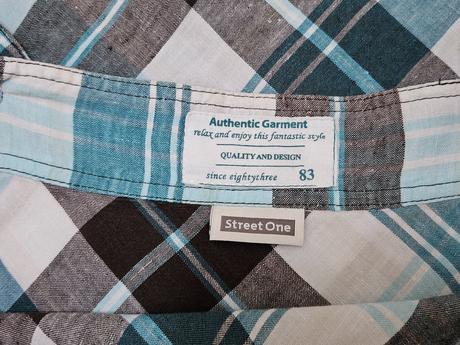 Authentic Garment
relax and enjoy this fantastic style
QUALITY AND DESIGN
since eightythree 83
Street One